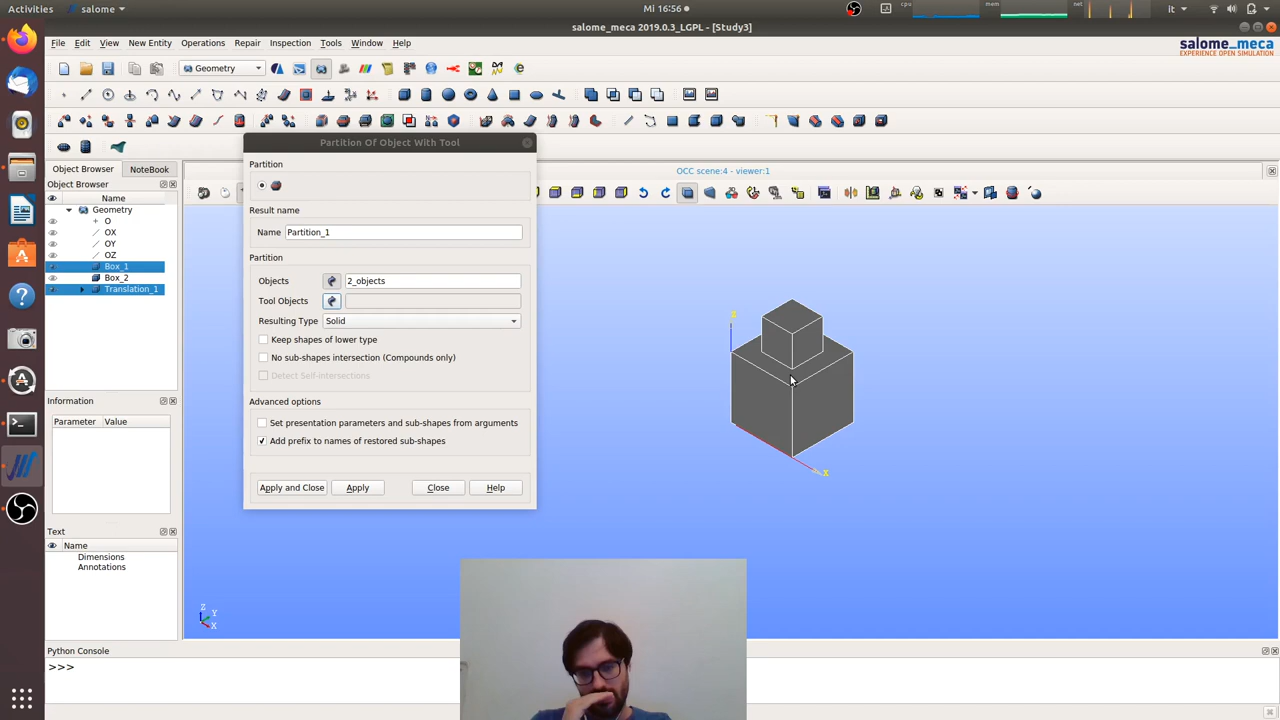 Activities
salome
Mi 16:56
cpu
mem
net
it
salome_meca 2019.0.3_LGPL - [Study3]
File Edit View New Entity Operations Repair Inspection Tools Window Help
salome_meca
EXPERIENCE OPEN SIMULATION
Geometry
Partition Of Object With Tool
Object Browser NoteBook
Object Browser
Name
Geometry
O
OX
OY
OZ
Box_1
Box_2
Translation_1
Partition
Result name
Name Partition_1
Partition
Objects 2_objects
Tool Objects
Resulting Type Solid
Keep shapes of lower type
No sub-shapes intersection (Compounds only)
Detect Self-intersections
Advanced options
Set presentation parameters and sub-shapes from arguments
Add prefix to names of restored sub-shapes
Apply and Close Apply Close Help
OCC scene:4 - viewer:1
Z
X
Information
Parameter Value
Text
Name
Dimensions
Annotations
Z
Y
X
Python Console
>>>